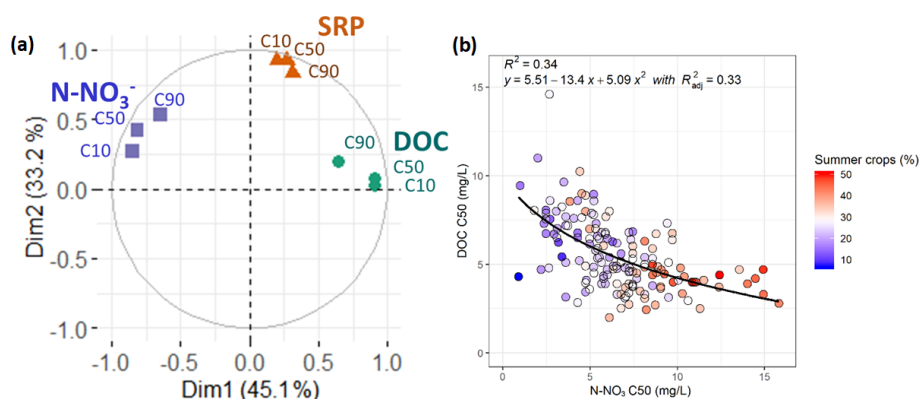 (a)
SRP
C10
C50
C90
N-NO₃⁻
C90
C50
C10
DOC
C90
C50
C10
1.0
0.5
0.0
-0.5
-1.0
Dim2 (33.2 %)
-1.0
-0.5
0.0
0.5
1.0
Dim1 (45.1%)
(b)
R² = 0.34
y = 5.51 − 13.4 x + 5.09 x² with R²adj = 0.33
15
10
5
0
DOC C50 (mg/L)
0
5
10
15
N-NO₃ C50 (mg/L)
Summer crops (%)
50
40
30
20
10